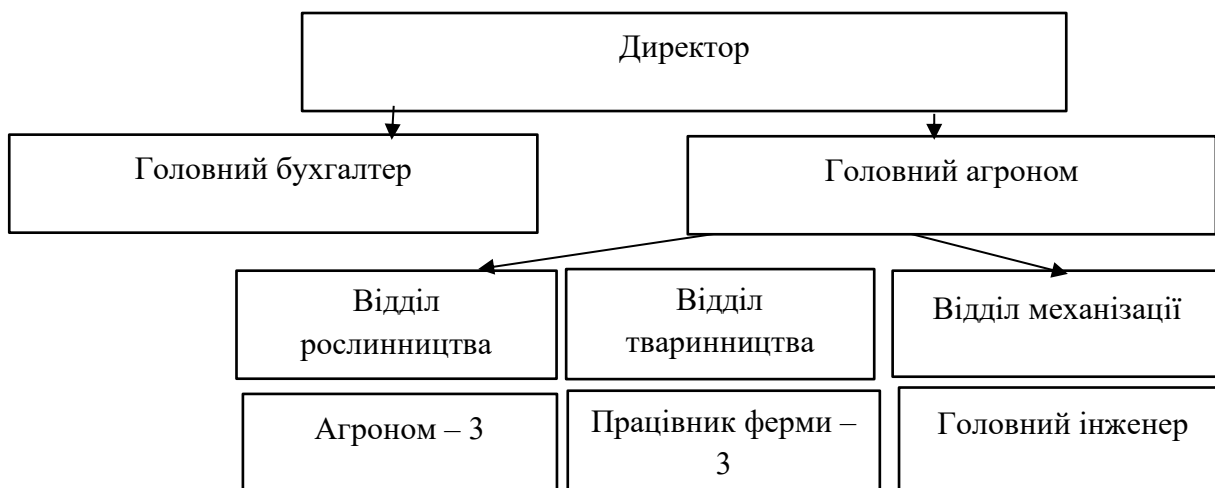 Директор
Головний бухгалтер
Головний агроном
Відділ
рослинництва
Відділ
тваринництва
Відділ механізації
Агроном – 3
Працівник ферми –
3
Головний інженер